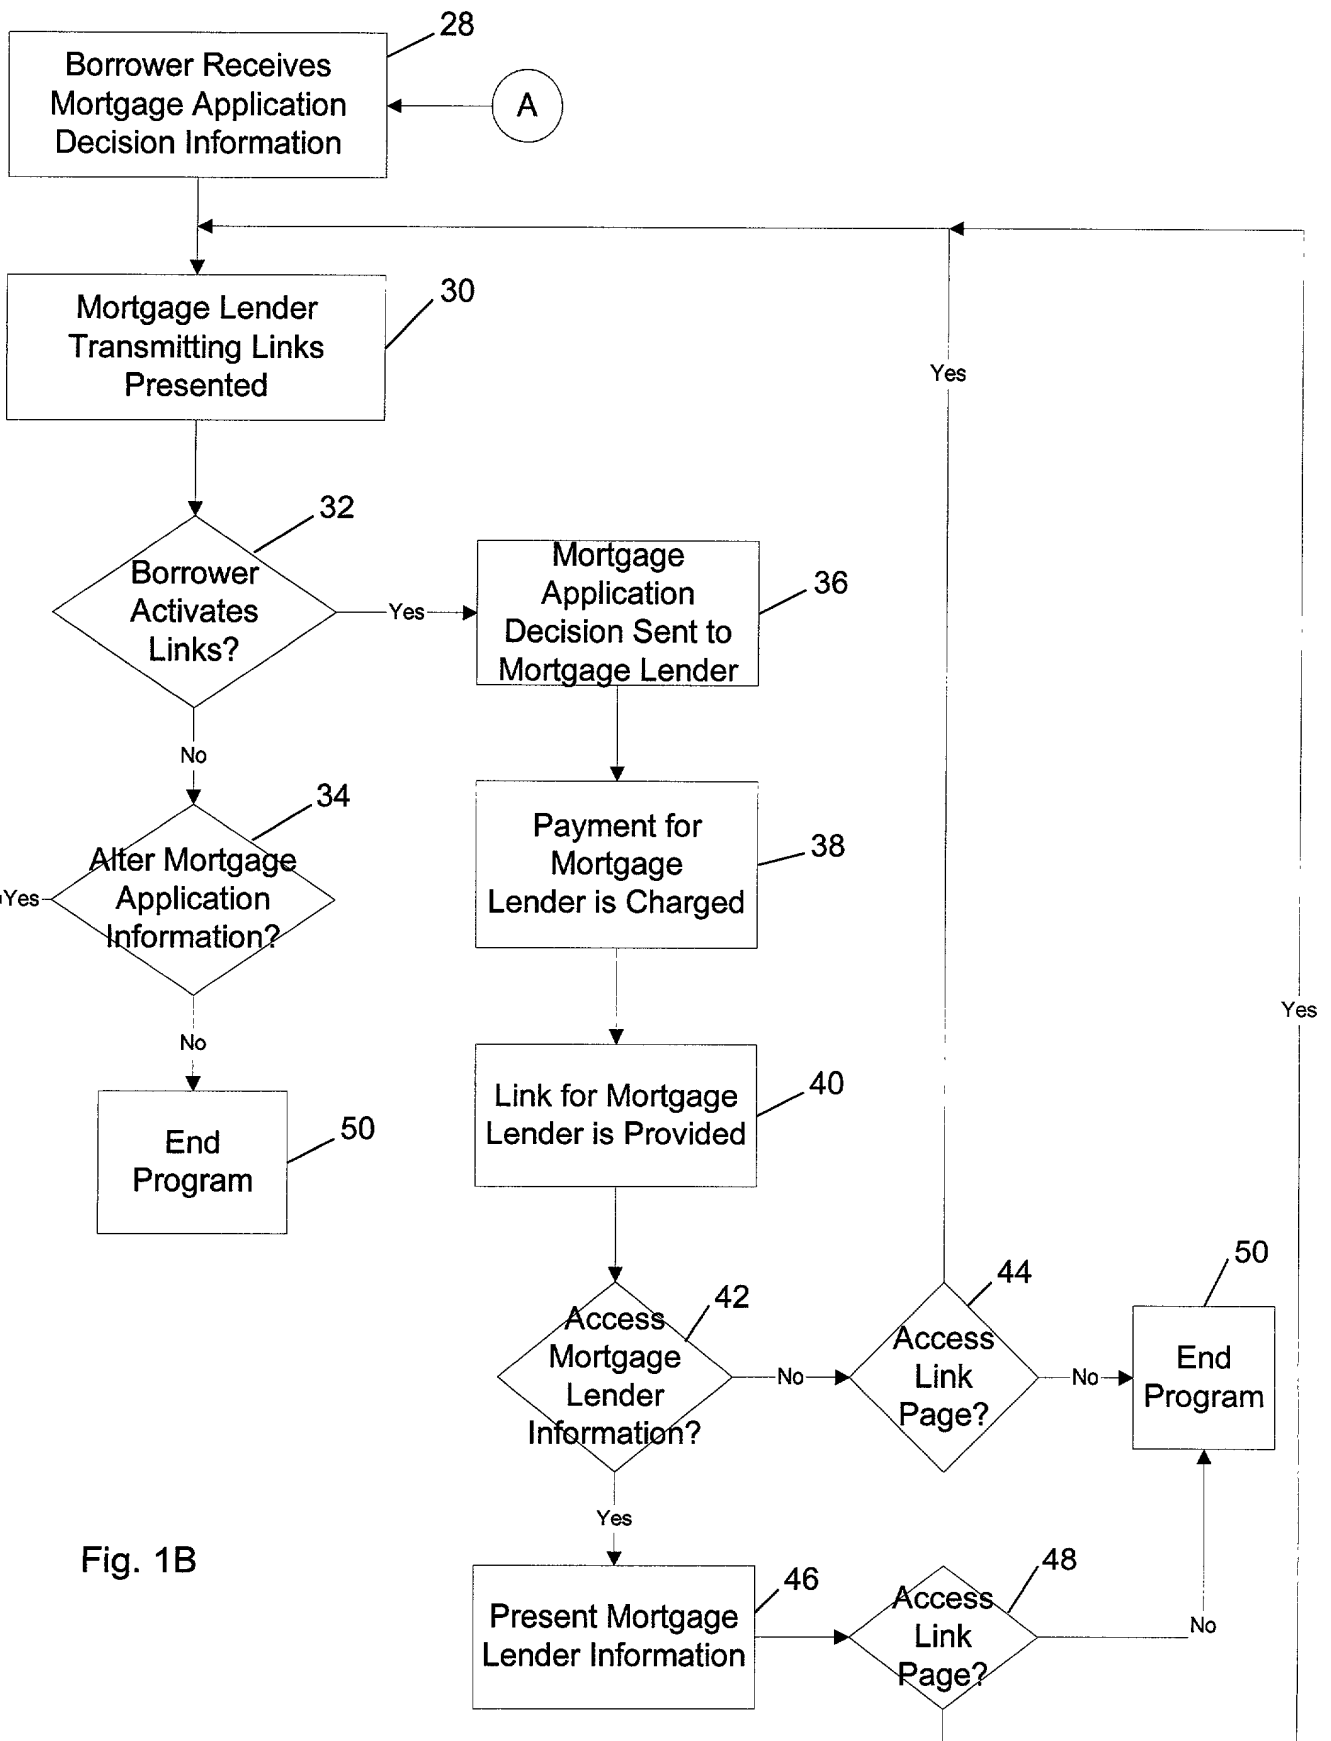 28
Borrower Receives
Mortgage Application
Decision Information
A
30
Mortgage Lender
Transmitting Links
Presented
Yes
32
Borrower
Activates
Links?
Yes
36
Mortgage
Application
Decision Sent to
Mortgage Lender
No
34
Alter Mortgage
Application
Information?
Yes
38
Payment for
Mortgage
Lender is Charged
No
Yes
50
End
Program
40
Link for Mortgage
Lender is Provided
42
Access
Mortgage
Lender
Information?
No
44
Access
Link
Page?
No
50
End
Program
Yes
46
Present Mortgage
Lender Information
48
Access
Link
Page?
No
Fig. 1B